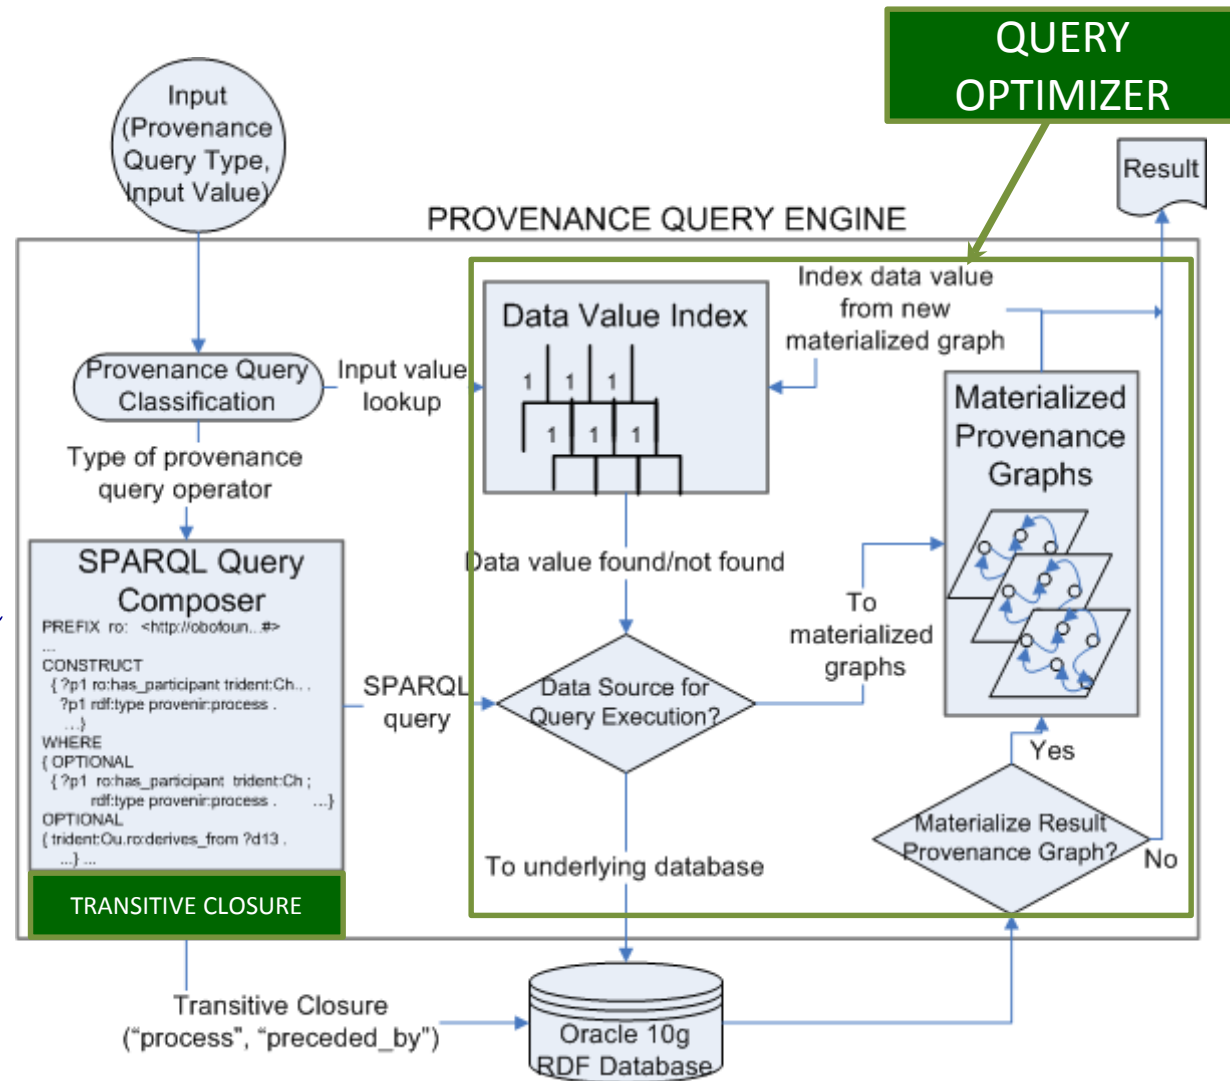 QUERY
OPTIMIZER
Input
(Provenance
Query Type,
Input Value)
Result
PROVENANCE QUERY ENGINE
Index data value
from new
materialized graph
Data Value Index
1 1 1
1 1 1
Provenance Query
Classification
Input value
lookup
Materialized
Provenance
Graphs
Type of provenance
query operator
SPARQL Query
Composer
PREFIX ro: <http://obofoun...#>
...
CONSTRUCT
{ ?p1 ro:has_participant trident:Ch.. .
?p1 rdf:type provenir:process .
...}
WHERE
{ OPTIONAL
{ ?p1 ro:has_participant trident:Ch ;
rdf:type provenir:process . ...}
OPTIONAL
{ trident:Ou.ro:derives_from ?d13 .
...} ...
TRANSITIVE CLOSURE
Data value found/not found
To
materialized
graphs
SPARQL
query
Data Source for
Query Execution?
Yes
Materialize Result
Provenance Graph?
No
To underlying database
Transitive Closure
(“process”, “preceded_by”)
Oracle 10g
RDF Database